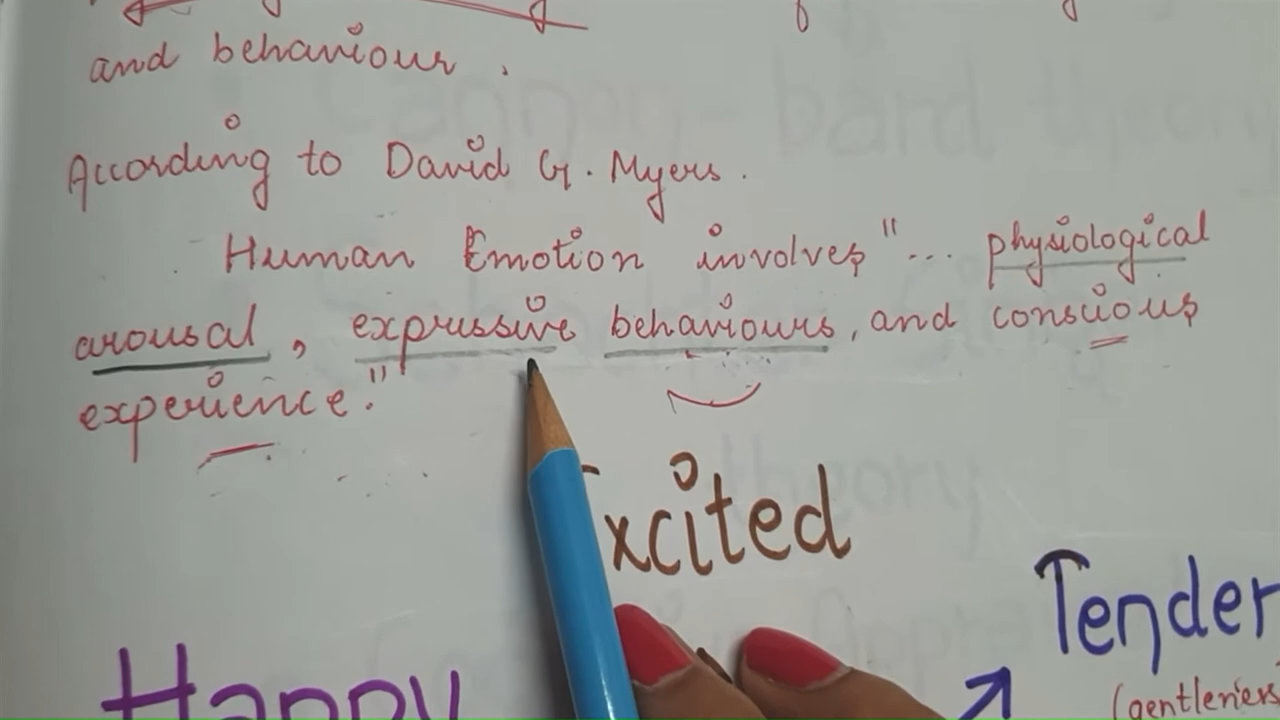 and behaviour .
According to David G. Myers .
Human Emotion involves "... physiological
arousal , expressive behaviours , and conscious
experience."
Excited
Tender
Happy
(gentleness